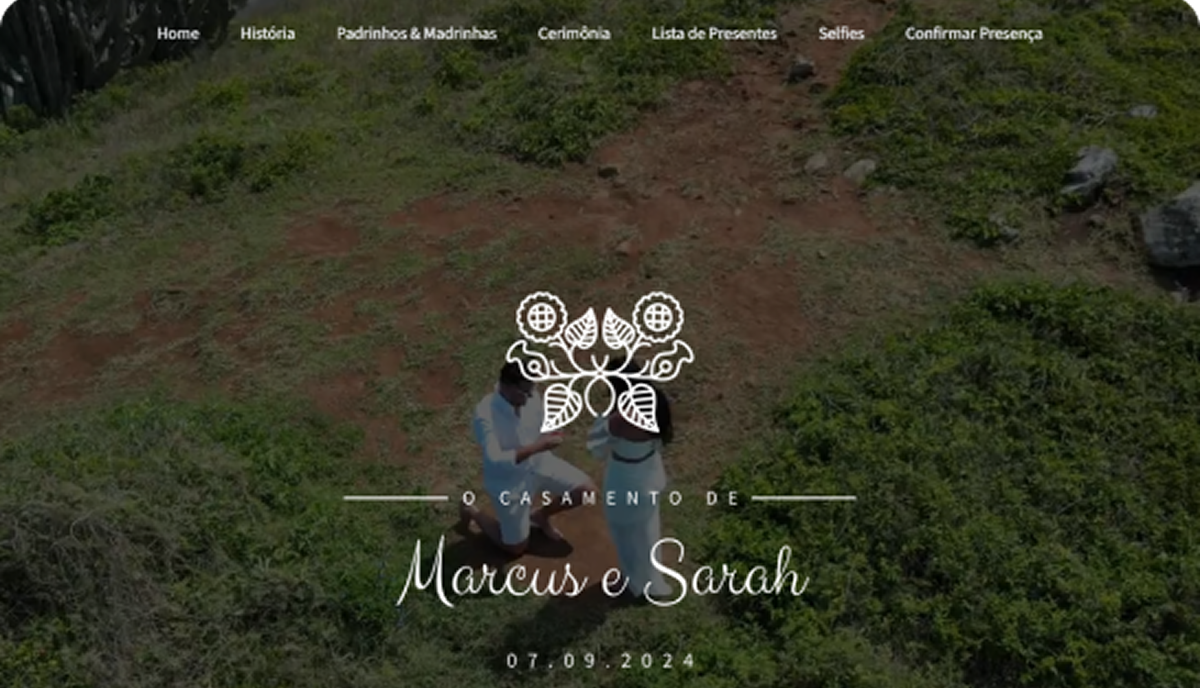 Home História Padrinhos & Madrinhas Cerimônia Lista de Presentes Selfies Confirmar Presença
O CASAMENTO DE
Marcus e Sarah
07.09.2024